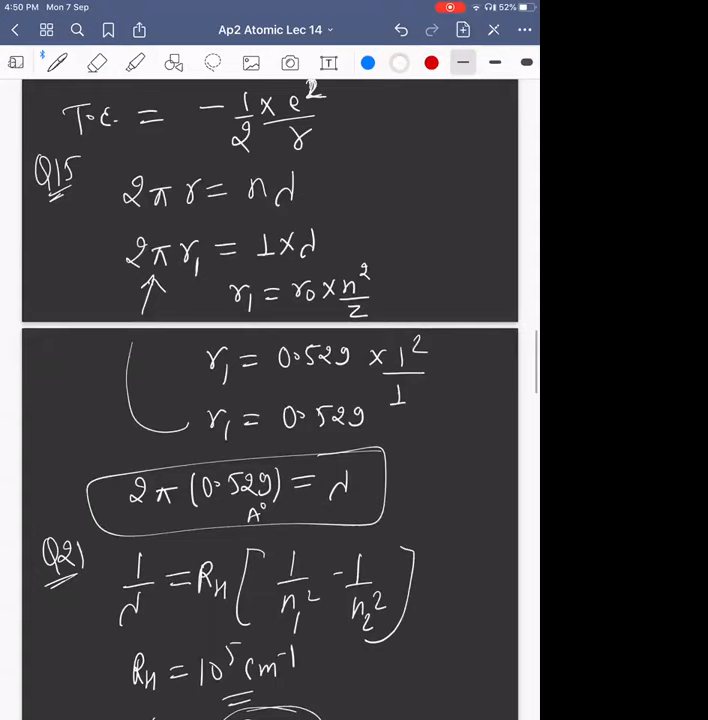 4:50 PM Mon 7 Sep 52%
Ap2 Atomic Lec 14
T.E. = - 1/2 × e²/r
Q15
2πr = nλ
2πr₁ = 1×λ
r₁ = r₀ × n²/z
r₁ = 0.529 × 1²/1
r₁ = 0.529
2π(0.529) = λ
A°
Q21
1/λ = R_H [1/n₁² - 1/n₂²]
R_H = 10⁵ cm⁻¹